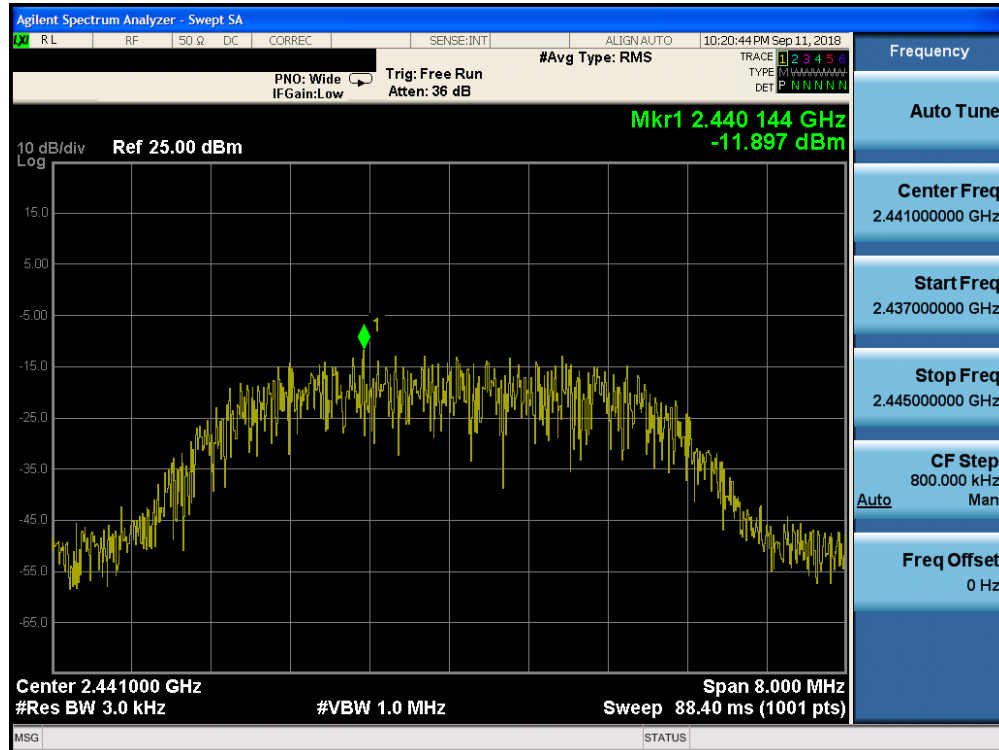 Agilent Spectrum Analyzer - Swept SA
LXI RL RF 50 Ω DC CORREC SENSE:INT ALIGN AUTO 10:20:44 PM Sep 11, 2018
#Avg Type: RMS TRACE 1 2 3 4 5 6
PNO: Wide Trig: Free Run TYPE M
IFGain:Low Atten: 36 dB DET P N N N N N
Mkr1 2.440 144 GHz
-11.897 dBm
10 dB/div Ref 25.00 dBm
Log
15.0
5.00
-5.00
1
-15.0
-25.0
-35.0
-45.0
-55.0
-65.0
Center 2.441000 GHz Span 8.000 MHz
#Res BW 3.0 kHz #VBW 1.0 MHz Sweep 88.40 ms (1001 pts)
MSG STATUS
Frequency
Auto Tune
Center Freq
2.441000000 GHz
Start Freq
2.437000000 GHz
Stop Freq
2.445000000 GHz
CF Step
800.000 kHz
Auto Man
Freq Offset
0 Hz